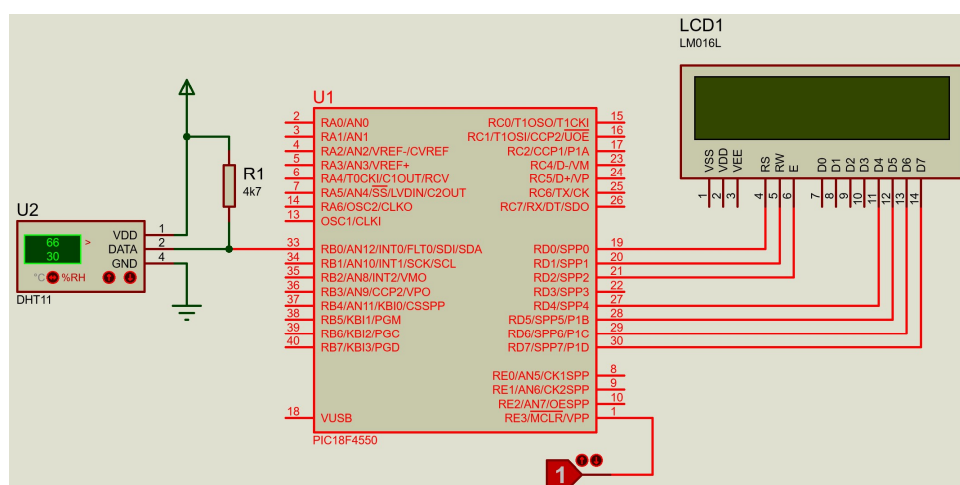 LCD1
LM016L
VSS
VDD
VEE
RS
RW
E
D0
D1
D2
D3
D4
D5
D6
D7
1
2
3
4
5
6
7
8
9
10
11
12
13
14
U1
2 RA0/AN0 RC0/T1OSO/T1CKI 15
3 RA1/AN1 RC1/T1OSI/CCP2/UOE 16
4 RA2/AN2/VREF-/CVREF RC2/CCP1/P1A 17
5 RA3/AN3/VREF+ RC4/D-/VM 23
6 RA4/T0CKI/C1OUT/RCV RC5/D+/VP 24
7 RA5/AN4/SS/LVDIN/C2OUT RC6/TX/CK 25
14 RA6/OSC2/CLKO RC7/RX/DT/SDO 26
13 OSC1/CLKI
R1
4k7
U2
66 >
30
°C %RH
VDD 1
DATA 2
GND 4
DHT11
33 RB0/AN12/INT0/FLT0/SDI/SDA RD0/SPP0 19
34 RB1/AN10/INT1/SCK/SCL RD1/SPP1 20
35 RB2/AN8/INT2/VMO RD2/SPP2 21
36 RB3/AN9/CCP2/VPO RD3/SPP3 22
37 RB4/AN11/KBI0/CSSPP RD4/SPP4 27
38 RB5/KBI1/PGM RD5/SPP5/P1B 28
39 RB6/KBI2/PGC RD6/SPP6/P1C 29
40 RB7/KBI3/PGD RD7/SPP7/P1D 30
RE0/AN5/CK1SPP 8
RE1/AN6/CK2SPP 9
RE2/AN7/OESPP 10
18 VUSB RE3/MCLR/VPP 1
PIC18F4550
1